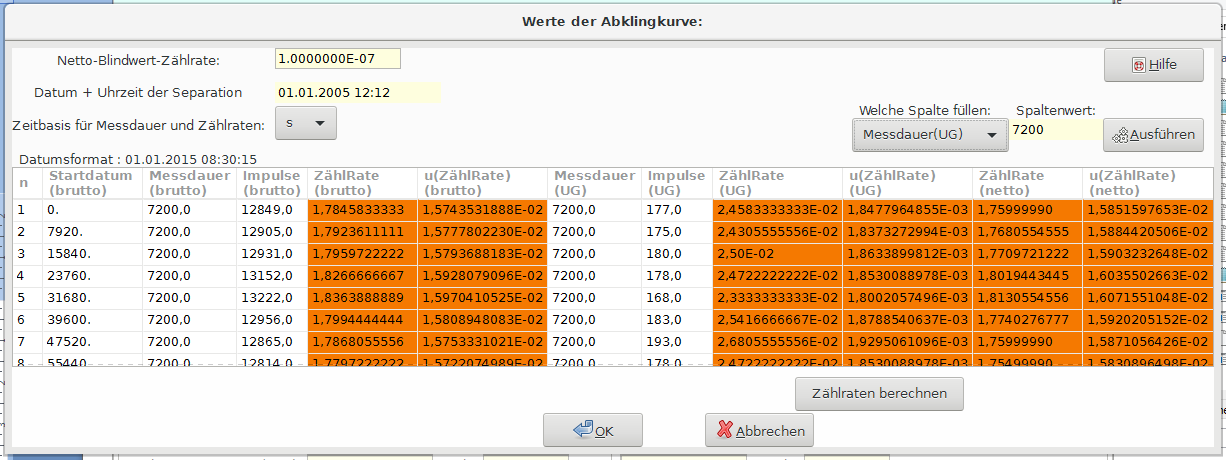 Werte der Abklingkurve:
Netto-Blindwert-Zählrate: 1.0000000E-07
Hilfe
Datum + Uhrzeit der Separation 01.01.2005 12:12
Welche Spalte füllen: Spaltenwert:
Zeitbasis für Messdauer und Zählraten: s Messdauer(UG) 7200 Ausführen
Datumsformat : 01.01.2015 08:30:15
n Startdatum (brutto) Messdauer (brutto) Impulse (brutto) ZählRate (brutto) u(ZählRate) (brutto) Messdauer (UG) Impulse (UG) ZählRate (UG) u(ZählRate) (UG) ZählRate (netto) u(ZählRate) (netto)
1 0. 7200,0 12849,0 1,7845833333 1,5743531888E-02 7200,0 177,0 2,4583333333E-02 1,8477964855E-03 1,75999990 1,5851597653E-02
2 7920. 7200,0 12905,0 1,7923611111 1,5777802230E-02 7200,0 175,0 2,4305555556E-02 1,8373272994E-03 1,7680554555 1,5884420506E-02
3 15840. 7200,0 12931,0 1,7959722222 1,5793688183E-02 7200,0 180,0 2,50E-02 1,8633899812E-03 1,7709721222 1,5903232648E-02
4 23760. 7200,0 13152,0 1,8266666667 1,5928079096E-02 7200,0 178,0 2,4722222222E-02 1,8530088978E-03 1,8019443445 1,6035502663E-02
5 31680. 7200,0 13222,0 1,8363888889 1,5970410525E-02 7200,0 168,0 2,3333333333E-02 1,8002057496E-03 1,8130554556 1,6071551048E-02
6 39600. 7200,0 12956,0 1,7994444444 1,5808948083E-02 7200,0 183,0 2,5416666667E-02 1,8788540637E-03 1,7740276777 1,5920205152E-02
7 47520. 7200,0 12865,0 1,7868055556 1,5753331021E-02 7200,0 193,0 2,6805555556E-02 1,9295061096E-03 1,75999990 1,5871056426E-02
8 55440. 7200,0 12814,0 1,7797222222 1,5722074989E-02 7200,0 178,0 2,4722222222E-02 1,8530088978E-03 1,75499990 1,5830896498E-02
Zählraten berechnen
OK Abbrechen